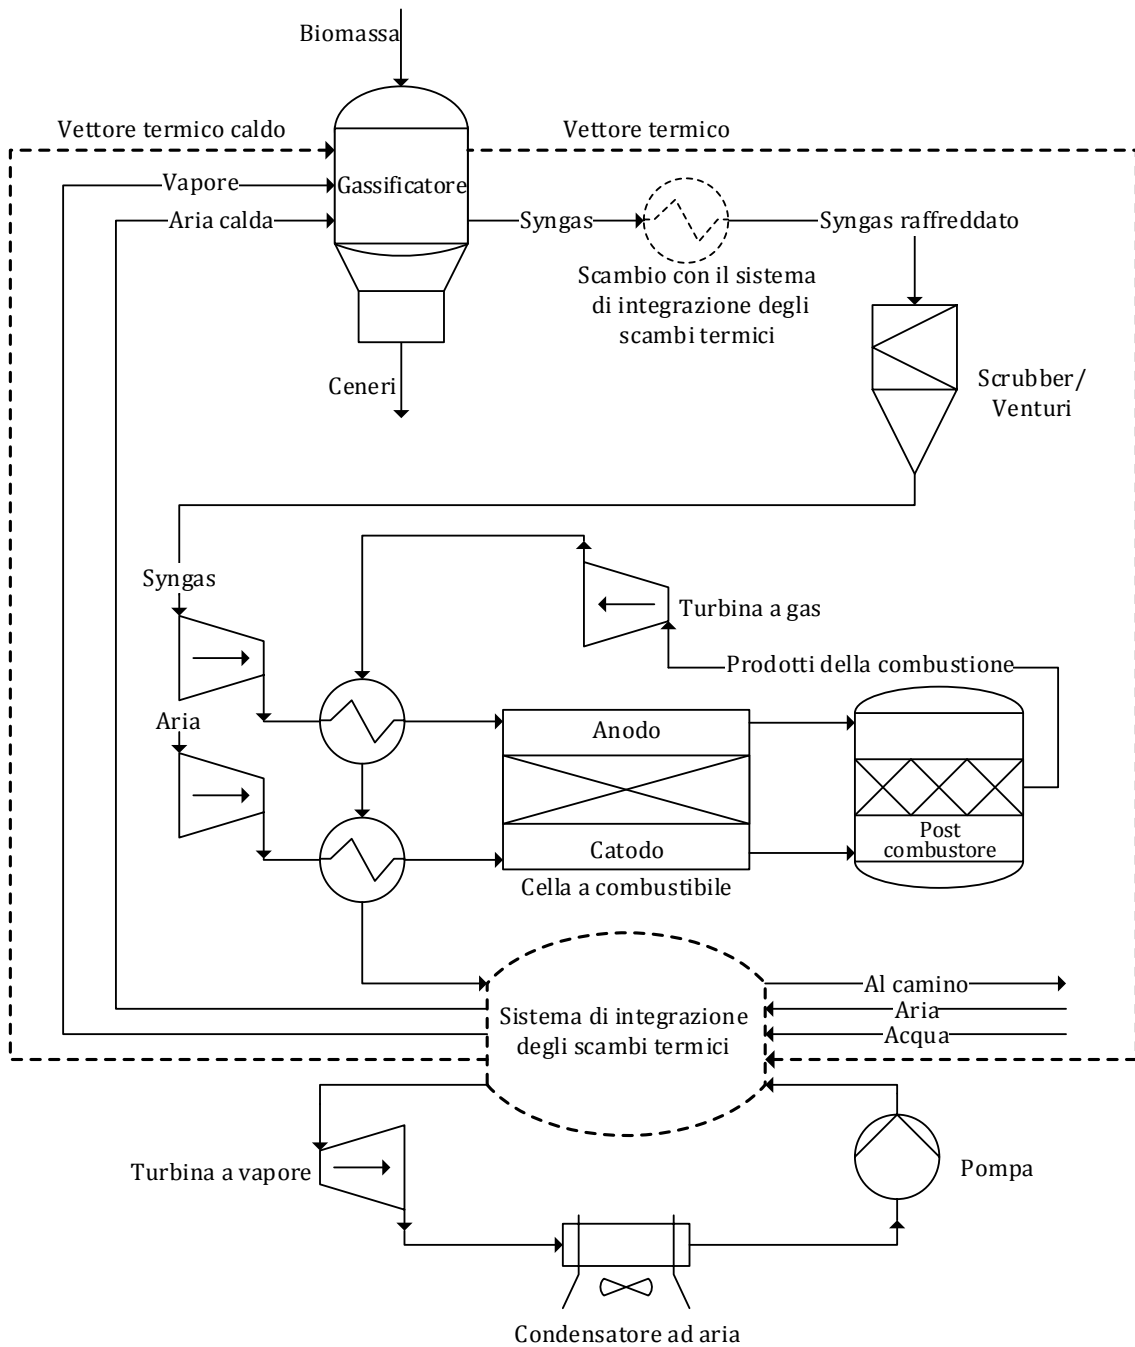 Biomassa
Vettore termico caldo
Vettore termico
Vapore
Gassificatore
Aria calda
Syngas
Syngas raffreddato
Scambio con il sistema
di integrazione degli
scambi termici
Ceneri
Scrubber/
Venturi
Syngas
Turbina a gas
Prodotti della combustione
Aria
Anodo
Catodo
Post
combustore
Cella a combustibile
Al camino
Aria
Acqua
Sistema di integrazione
degli scambi termici
Turbina a vapore
Pompa
Condensatore ad aria